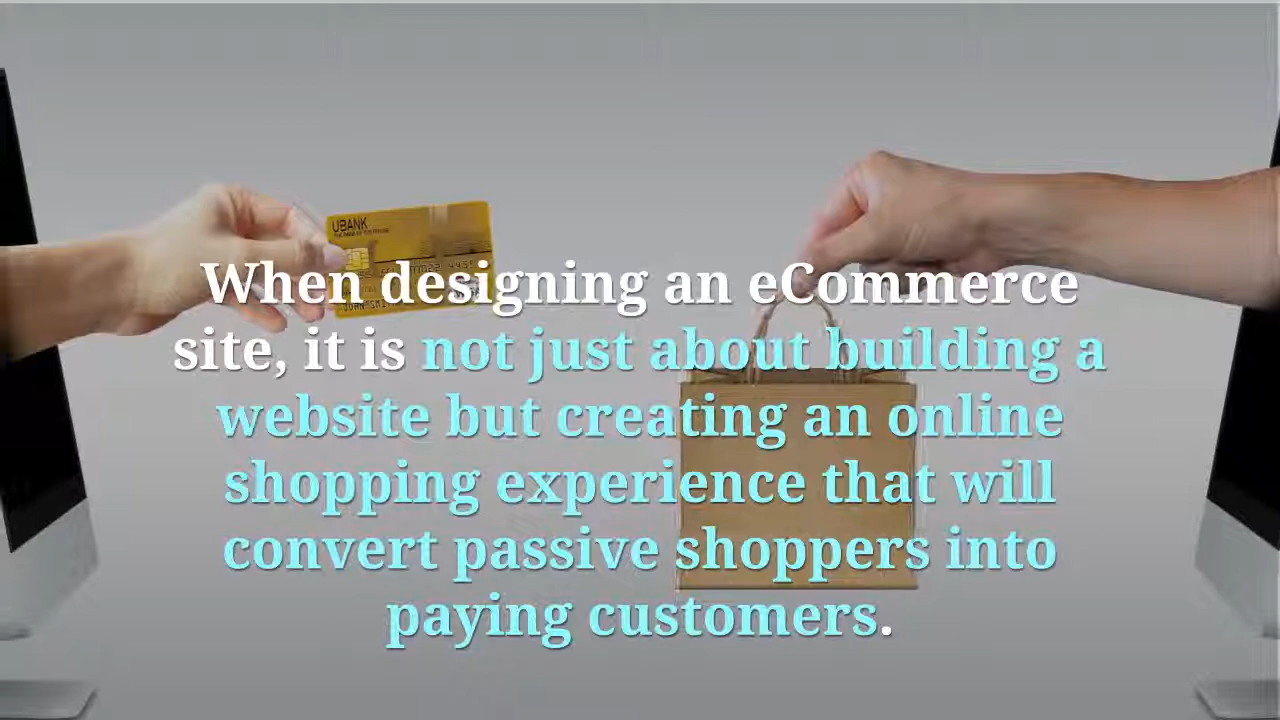 UBANK
When designing an eCommerce
site, it is not just about building a
website but creating an online
shopping experience that will
convert passive shoppers into
paying customers.